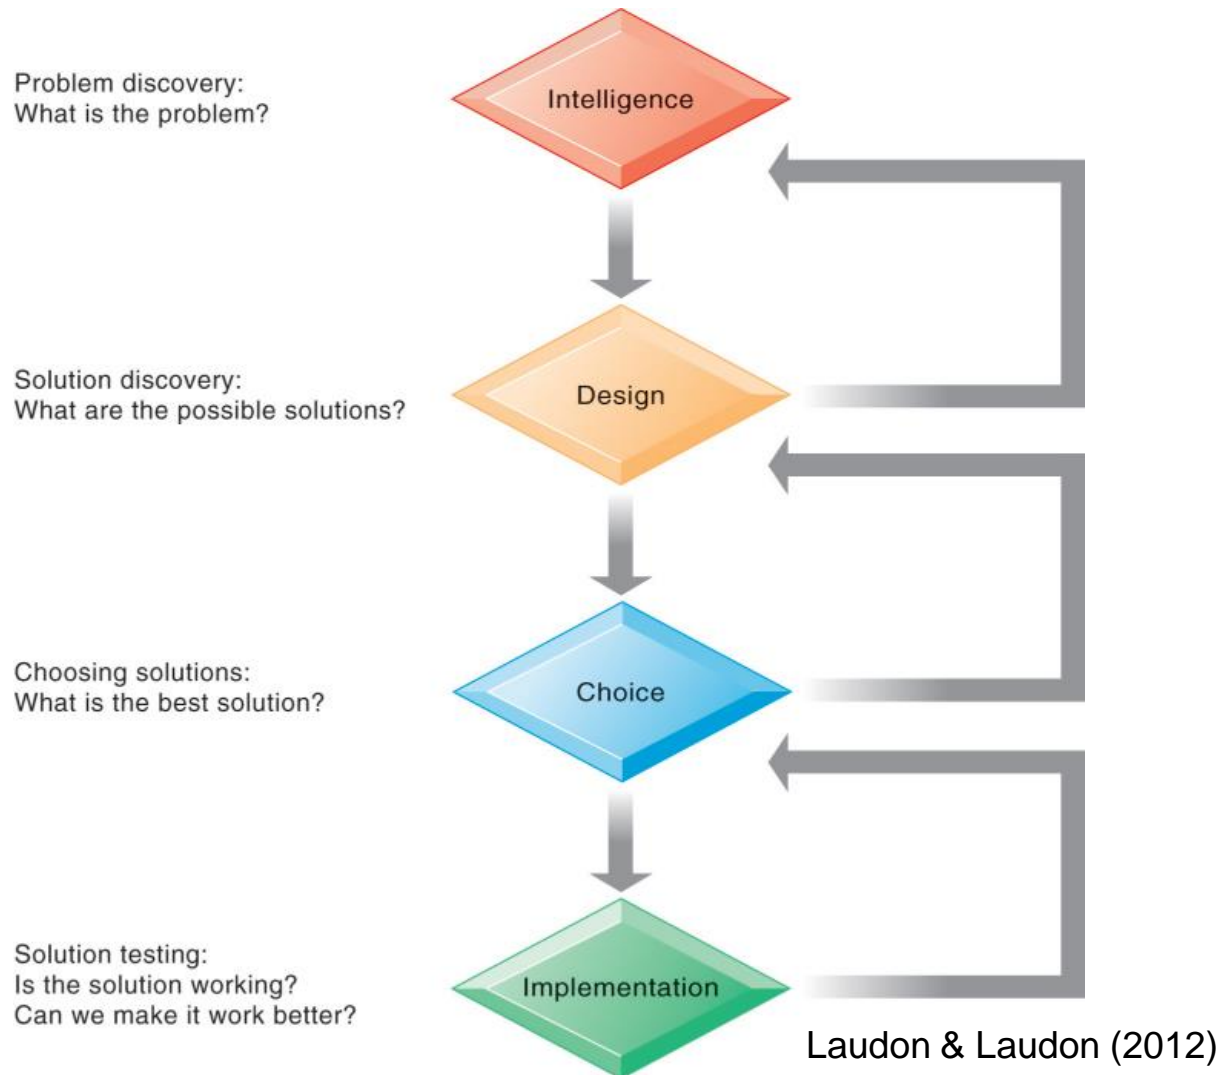 Problem discovery:
What is the problem?
Intelligence
Solution discovery:
What are the possible solutions?
Design
Choosing solutions:
What is the best solution?
Choice
Solution testing:
Is the solution working?
Can we make it work better?
Implementation
Laudon & Laudon (2012)